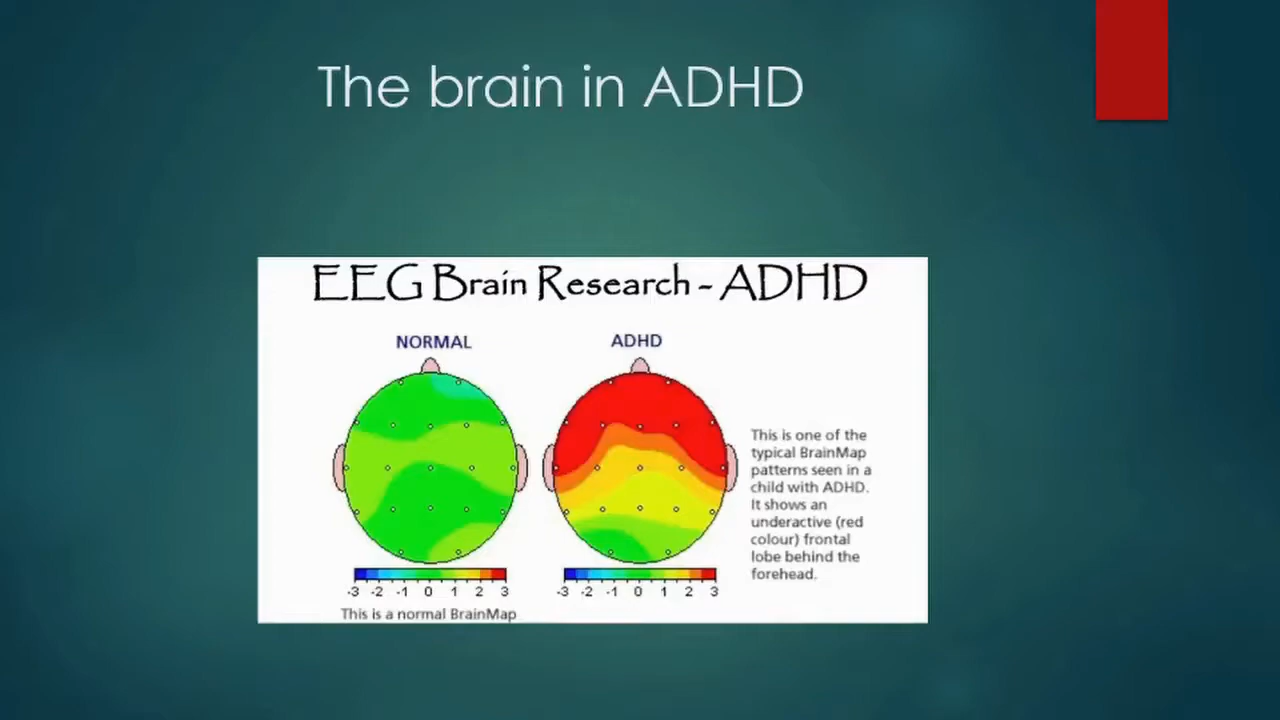 The brain in ADHD
EEG Brain Research - ADHD
NORMAL
ADHD
This is one of the
typical BrainMap
patterns seen in a
child with ADHD.
It shows an
underactive (red
colour) frontal
lobe behind the
forehead.
-3 -2 -1 0 1 2 3
-3 -2 -1 0 1 2 3
This is a normal BrainMap